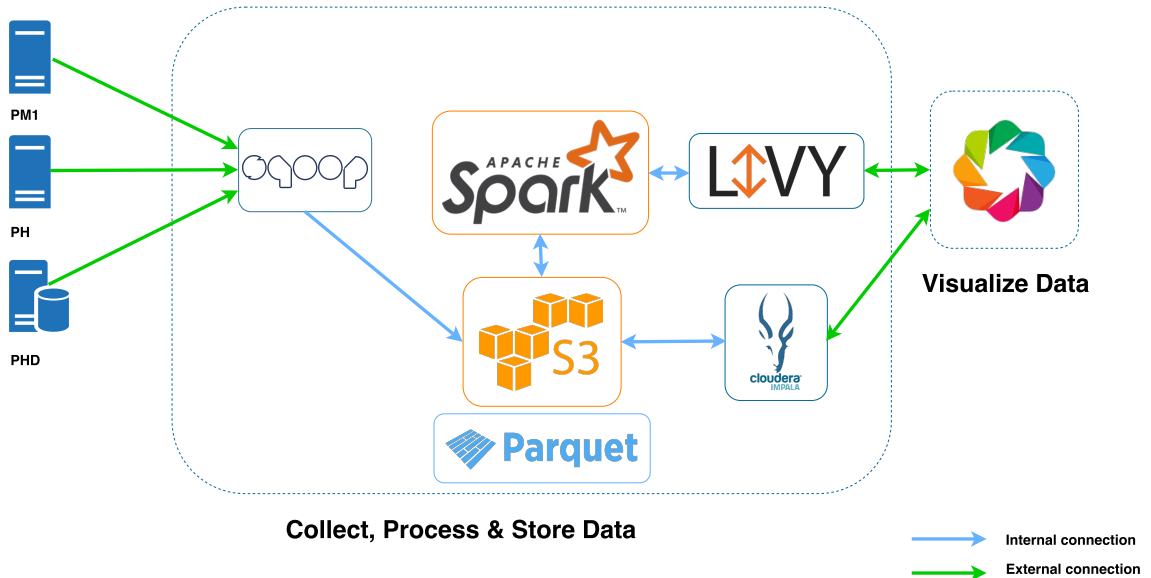 PM1
PH
PHD
sqoop
APACHE
Spark™
LIVY
S3
cloudera
IMPALA
Parquet
Visualize Data
Collect, Process & Store Data
Internal connection
External connection